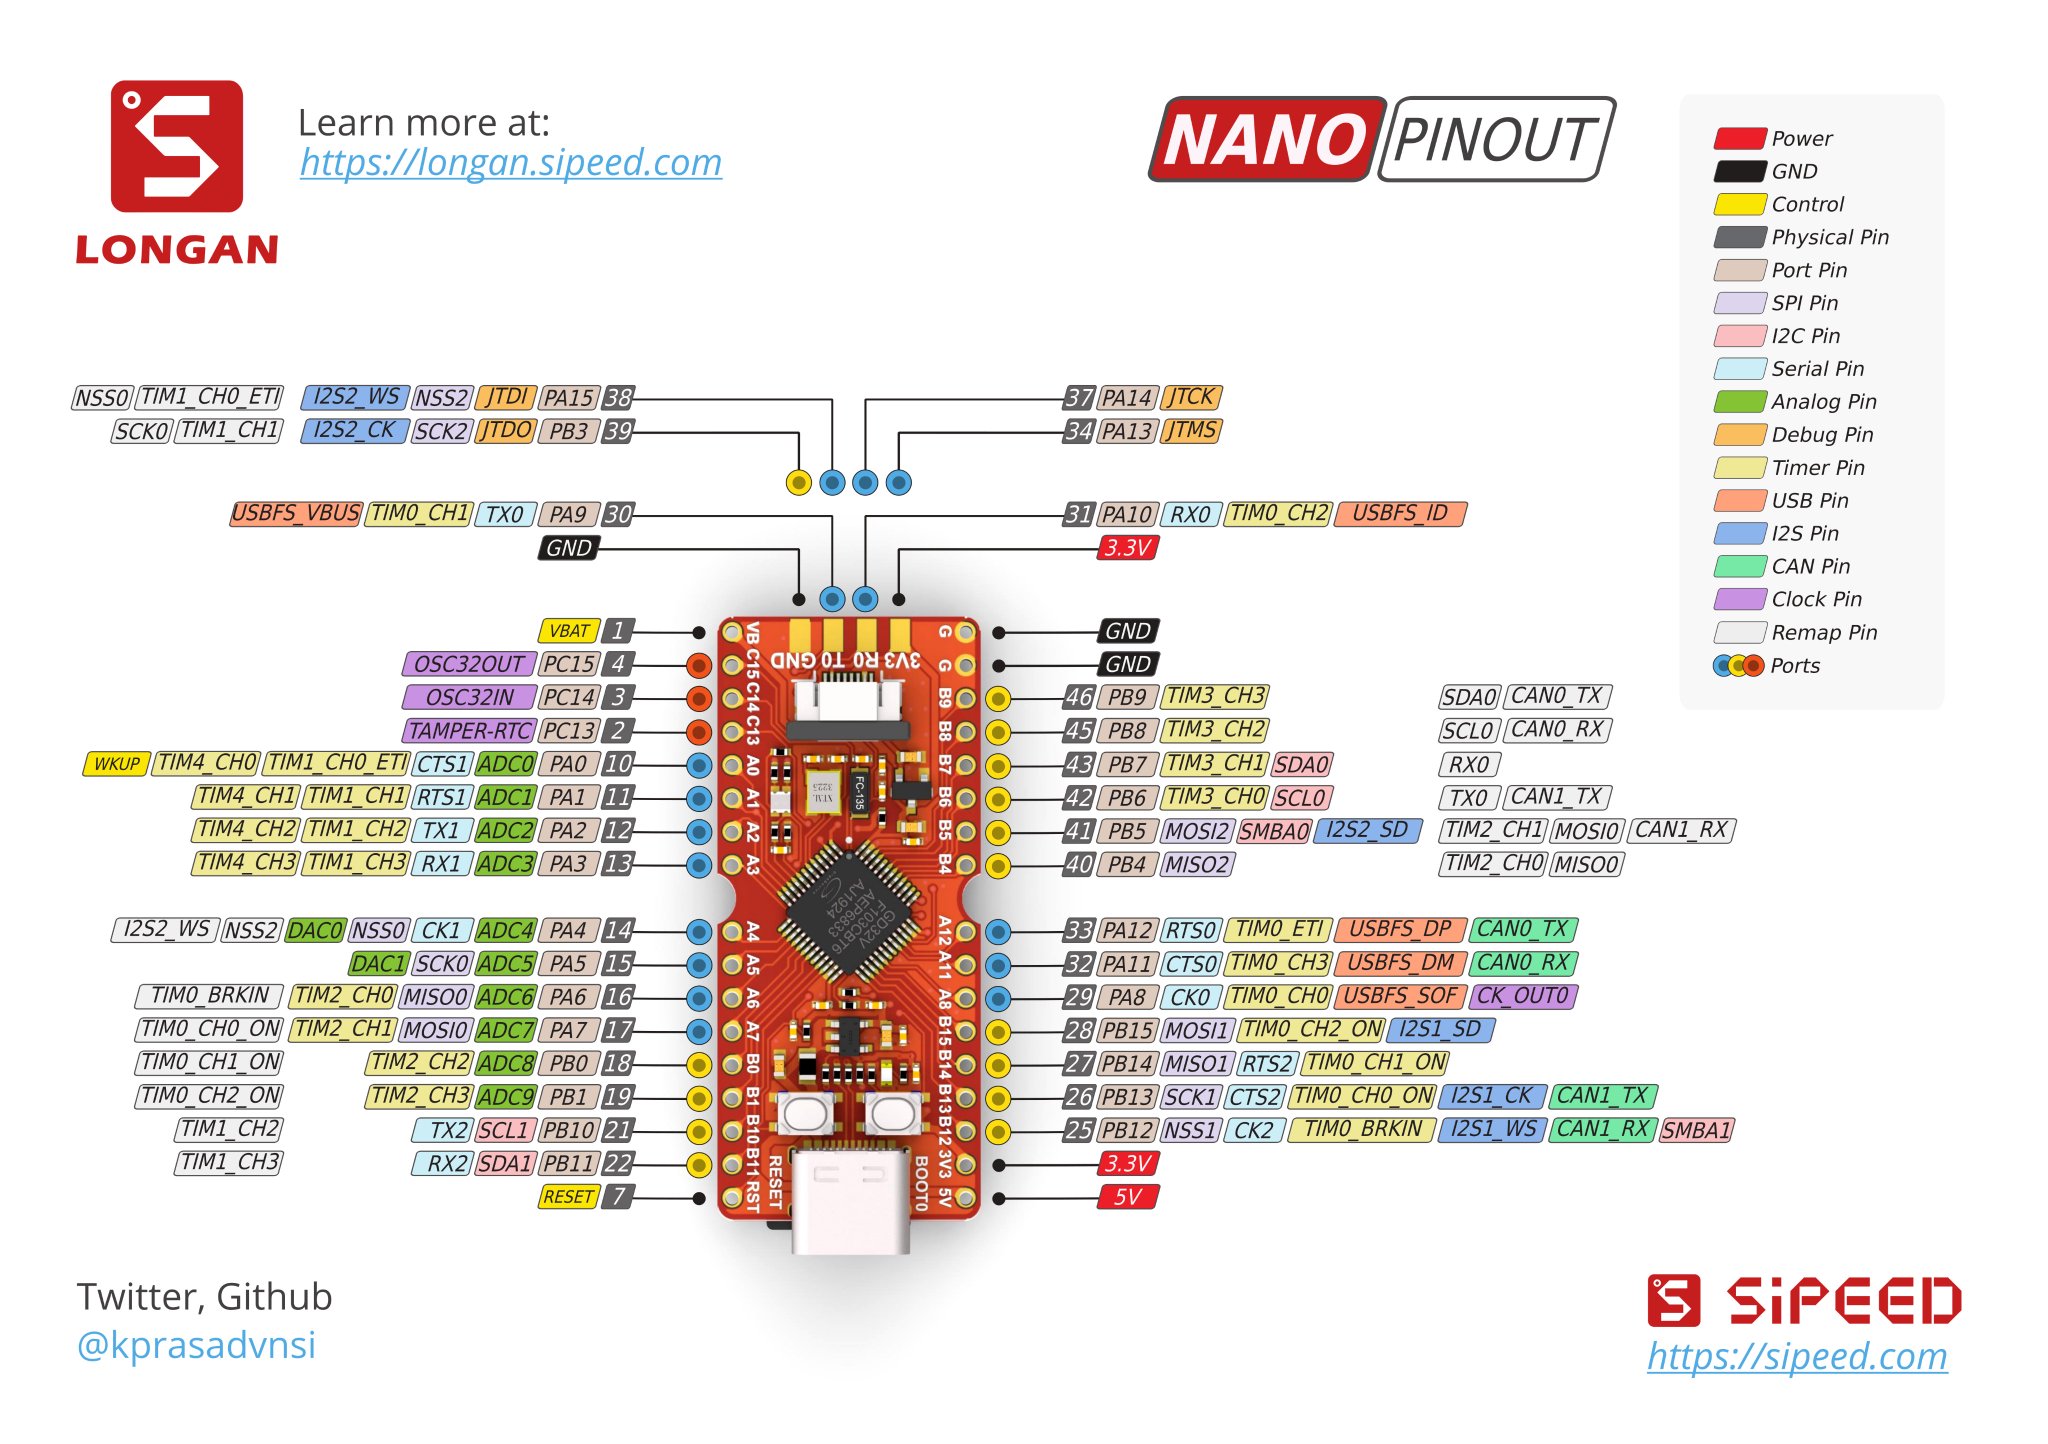 Learn more at:
https://longan.sipeed.com
LONGAN
NANO PINOUT
Power
GND
Control
Physical Pin
Port Pin
SPI Pin
I2C Pin
Serial Pin
Analog Pin
Debug Pin
Timer Pin
USB Pin
I2S Pin
CAN Pin
Clock Pin
Remap Pin
Ports
NSS0 TIM1_CH0_ETI I2S2_WS NSS2 JTDI PA15 38
37 PA14 JTCK
SCK0 TIM1_CH1 I2S2_CK SCK2 JTDO PB3 39
34 PA13 JTMS
USBFS_VBUS TIM0_CH1 TX0 PA9 30
31 PA10 RX0 TIM0_CH2 USBFS_ID
GND
3.3V
VBAT 1
OSC32OUT PC15 4
OSC32IN PC14 3
TAMPER-RTC PC13 2
WKUP TIM4_CH0 TIM1_CH0_ETI CTS1 ADC0 PA0 10
TIM4_CH1 TIM1_CH1 RTS1 ADC1 PA1 11
TIM4_CH2 TIM1_CH2 TX1 ADC2 PA2 12
TIM4_CH3 TIM1_CH3 RX1 ADC3 PA3 13
I2S2_WS NSS2 DAC0 NSS0 CK1 ADC4 PA4 14
DAC1 SCK0 ADC5 PA5 15
TIM0_BRKIN TIM2_CH0 MISO0 ADC6 PA6 16
TIM0_CH0_ON TIM2_CH1 MOSI0 ADC7 PA7 17
TIM0_CH1_ON TIM2_CH2 ADC8 PB0 18
TIM0_CH2_ON TIM2_CH3 ADC9 PB1 19
TIM1_CH2 TX2 SCL1 PB10 21
TIM1_CH3 RX2 SDA1 PB11 22
RESET 7
VB
C15
C14
C13
A0
A1
A2
A3
A4
A5
A6
A7
B0
B1
B10
B11
RST
GND T0 R0 3V3
XTAL
3225
FC-135
GD32V
F103CBT6
AEP6833
AJ1924
RESET
BOOT0
G
G
B9
B8
B7
B6
B5
B4
A12
A11
A8
B15
B14
B13
B12
3V3
5V
GND
GND
46 PB9 TIM3_CH3 SDA0 CAN0_TX
45 PB8 TIM3_CH2 SCL0 CAN0_RX
43 PB7 TIM3_CH1 SDA0 RX0
42 PB6 TIM3_CH0 SCL0 TX0 CAN1_TX
41 PB5 MOSI2 SMBA0 I2S2_SD TIM2_CH1 MOSI0 CAN1_RX
40 PB4 MISO2 TIM2_CH0 MISO0
33 PA12 RTS0 TIM0_ETI USBFS_DP CAN0_TX
32 PA11 CTS0 TIM0_CH3 USBFS_DM CAN0_RX
29 PA8 CK0 TIM0_CH0 USBFS_SOF CK_OUT0
28 PB15 MOSI1 TIM0_CH2_ON I2S1_SD
27 PB14 MISO1 RTS2 TIM0_CH1_ON
26 PB13 SCK1 CTS2 TIM0_CH0_ON I2S1_CK CAN1_TX
25 PB12 NSS1 CK2 TIM0_BRKIN I2S1_WS CAN1_RX SMBA1
3.3V
5V
Twitter, Github
@kprasadvnsi
SiPEED
https://sipeed.com